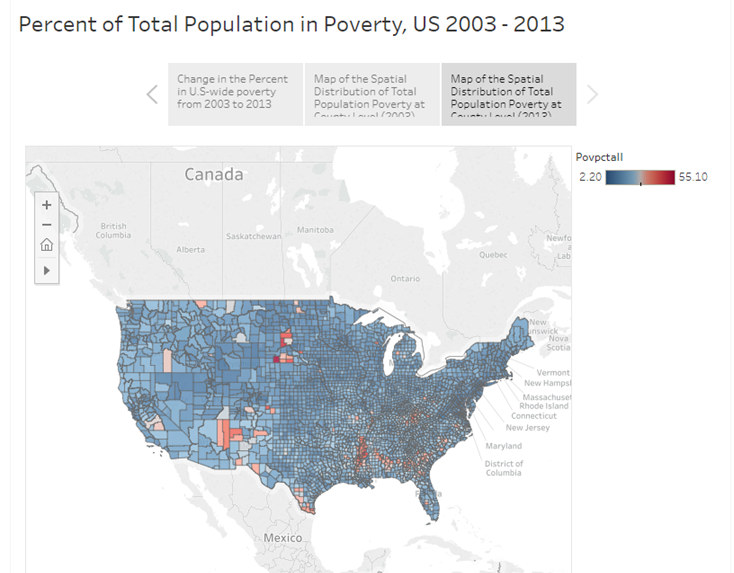 Percent of Total Population in Poverty, US 2003 - 2013
Change in the Percent
in U.S-wide poverty
from 2003 to 2013
Map of the Spatial
Distribution of Total
Population Poverty at
County Level (2003)
Map of the Spatial
Distribution of Total
Population Poverty at
County Level (2013)
Povpctall
2.20
55.10
Canada
British
Columbia
Alberta
Saskatchewan
Manitoba
Ontario
Quebec
Newfo
Lab
New
nswick
Nova
Scotia
Vermont
New Hampsl
Massachuset
Rhode Island
Connecticut
New Jersey
Maryland
District of
Columbia
Mexico